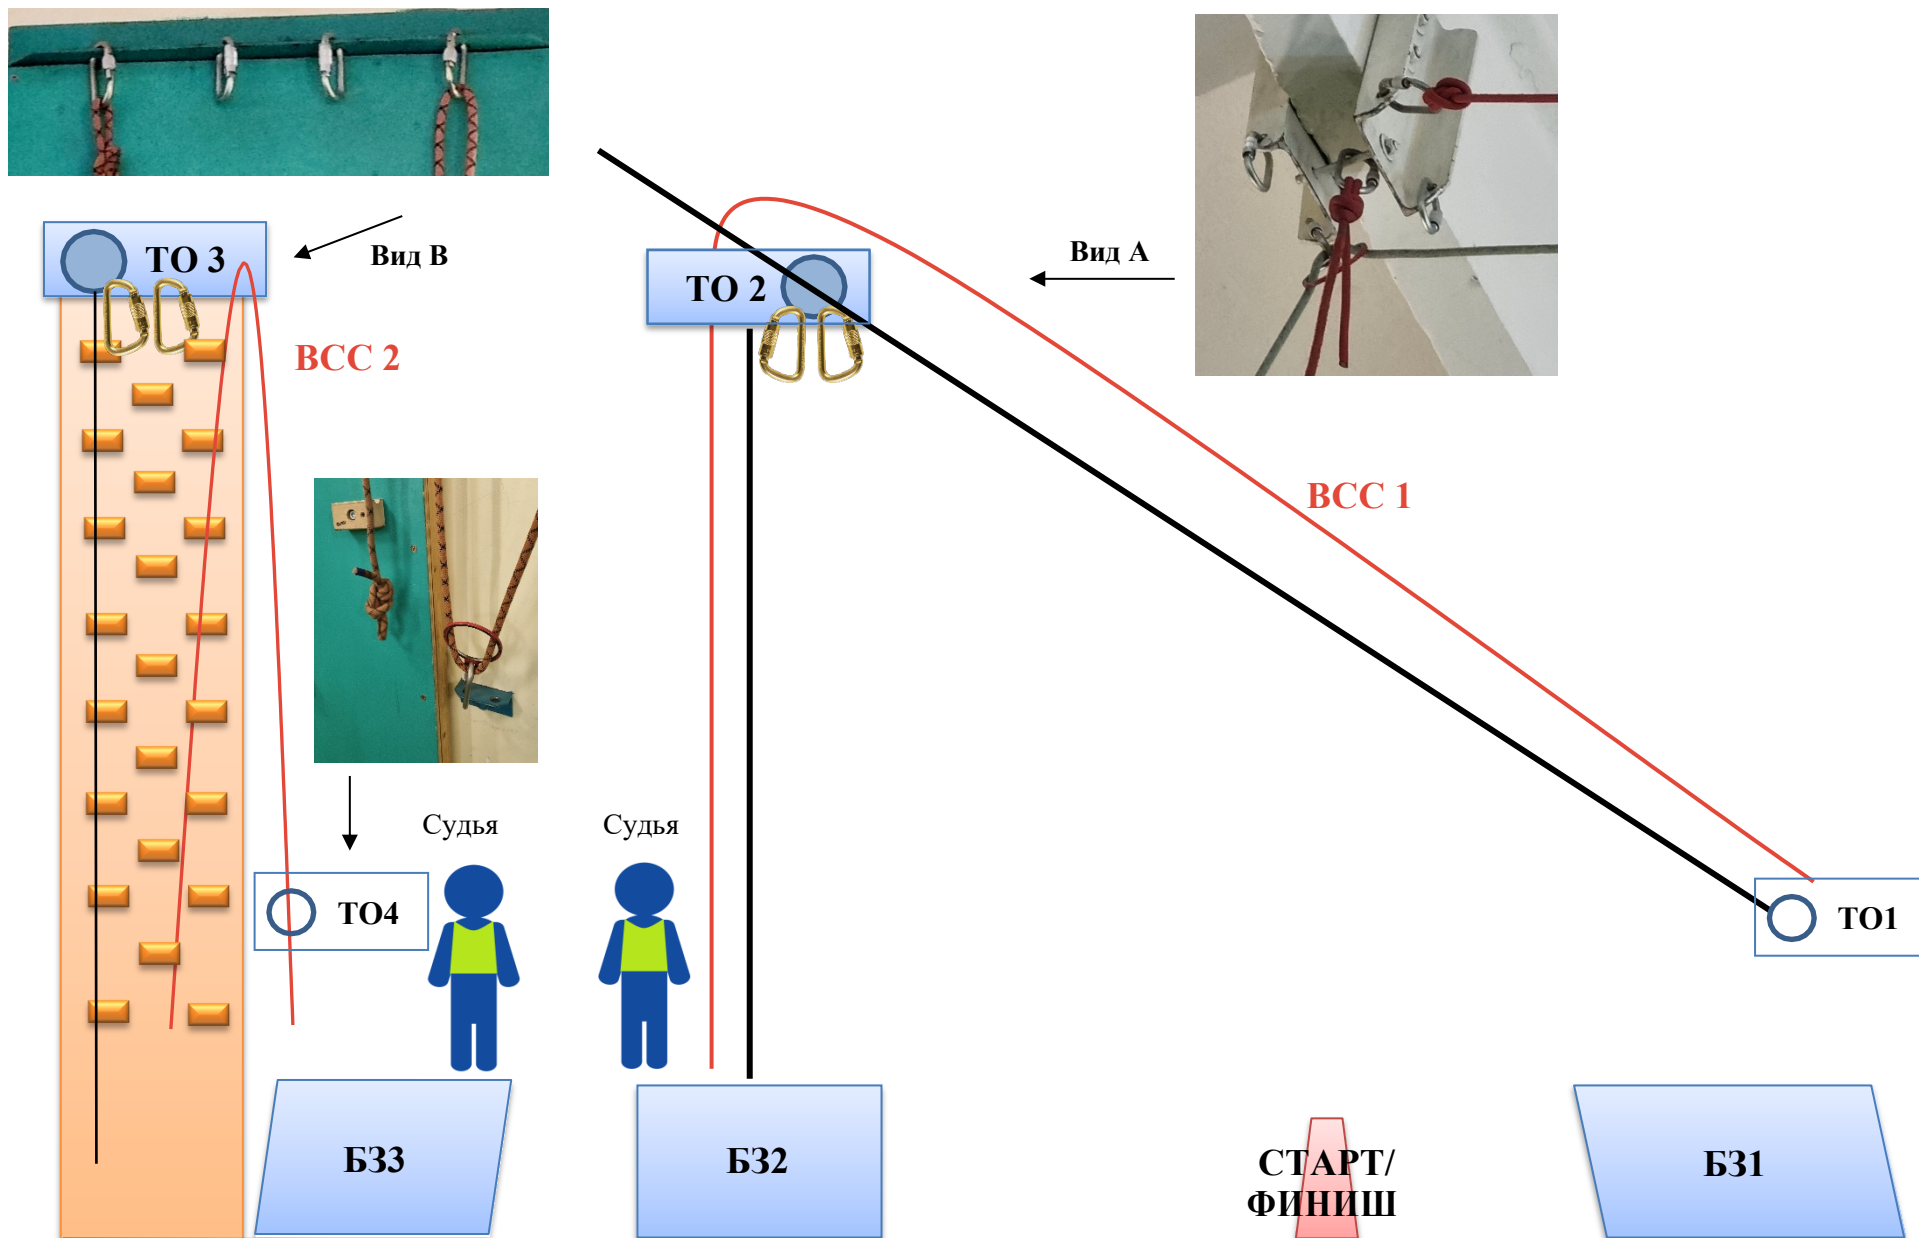 ТО 3
Вид В
ВСС 2
ТО 2
Вид А
ВСС 1
Судья
Судья
ТО4
ТО1
БЗ3
БЗ2
СТАРТ/
ФИНИШ
БЗ1